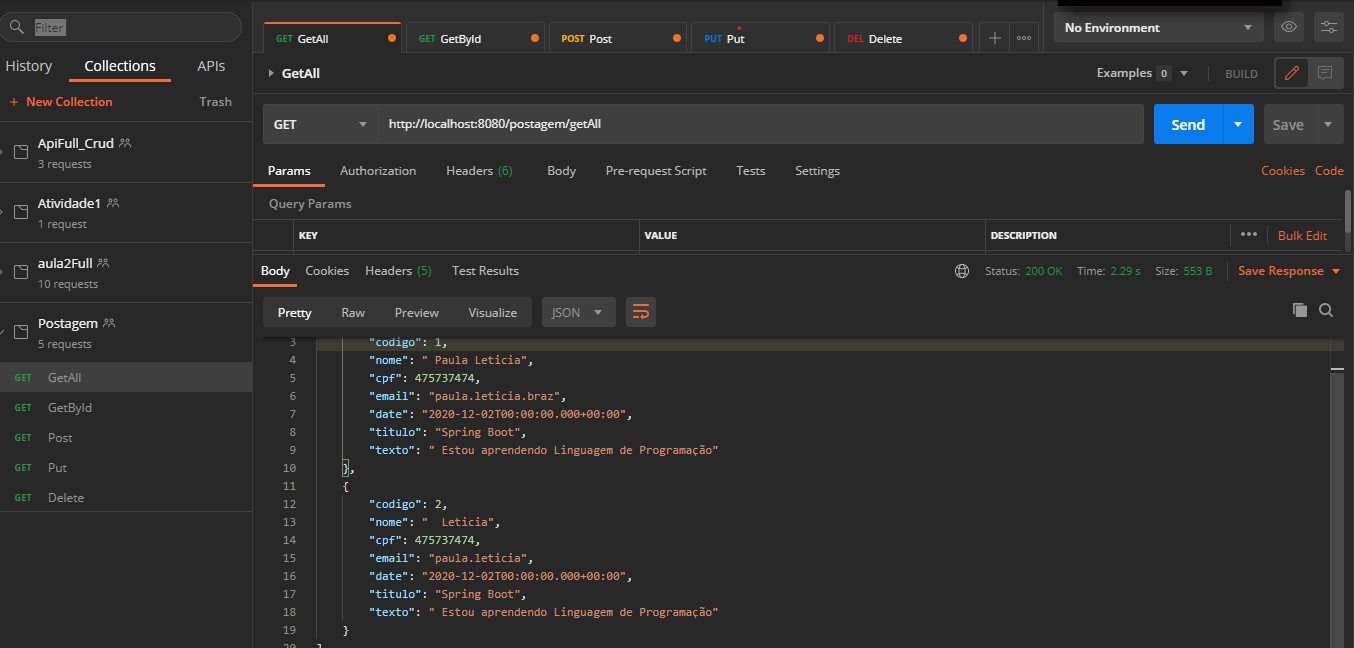 Filter
History Collections APIs
+ New Collection Trash
ApiFull_Crud
3 requests
Atividade1
1 request
aula2Full
10 requests
Postagem
5 requests
GET GetAll
GET GetById
GET Post
GET Put
GET Delete
GET GetAll GET GetById POST Post PUT Put DEL Delete + ••• No Environment
GetAll Examples 0 BUILD
GET http://localhost:8080/postagem/getAll Send Save
Params Authorization Headers (6) Body Pre-request Script Tests Settings Cookies Code
Query Params
KEY VALUE DESCRIPTION ••• Bulk Edit
Body Cookies Headers (5) Test Results Status: 200 OK Time: 2.29 s Size: 553 B Save Response
Pretty Raw Preview Visualize JSON
3 "codigo": 1,
4 "nome": " Paula Leticia",
5 "cpf": 475737474,
6 "email": "paula.leticia.braz",
7 "date": "2020-12-02T00:00:00.000+00:00",
8 "titulo": "Spring Boot",
9 "texto": " Estou aprendendo Linguagem de Programação"
10 },
11 {
12 "codigo": 2,
13 "nome": "  Leticia",
14 "cpf": 475737474,
15 "email": "paula.leticia",
16 "date": "2020-12-02T00:00:00.000+00:00",
17 "titulo": "Spring Boot",
18 "texto": " Estou aprendendo Linguagem de Programação"
19 }
20 ]